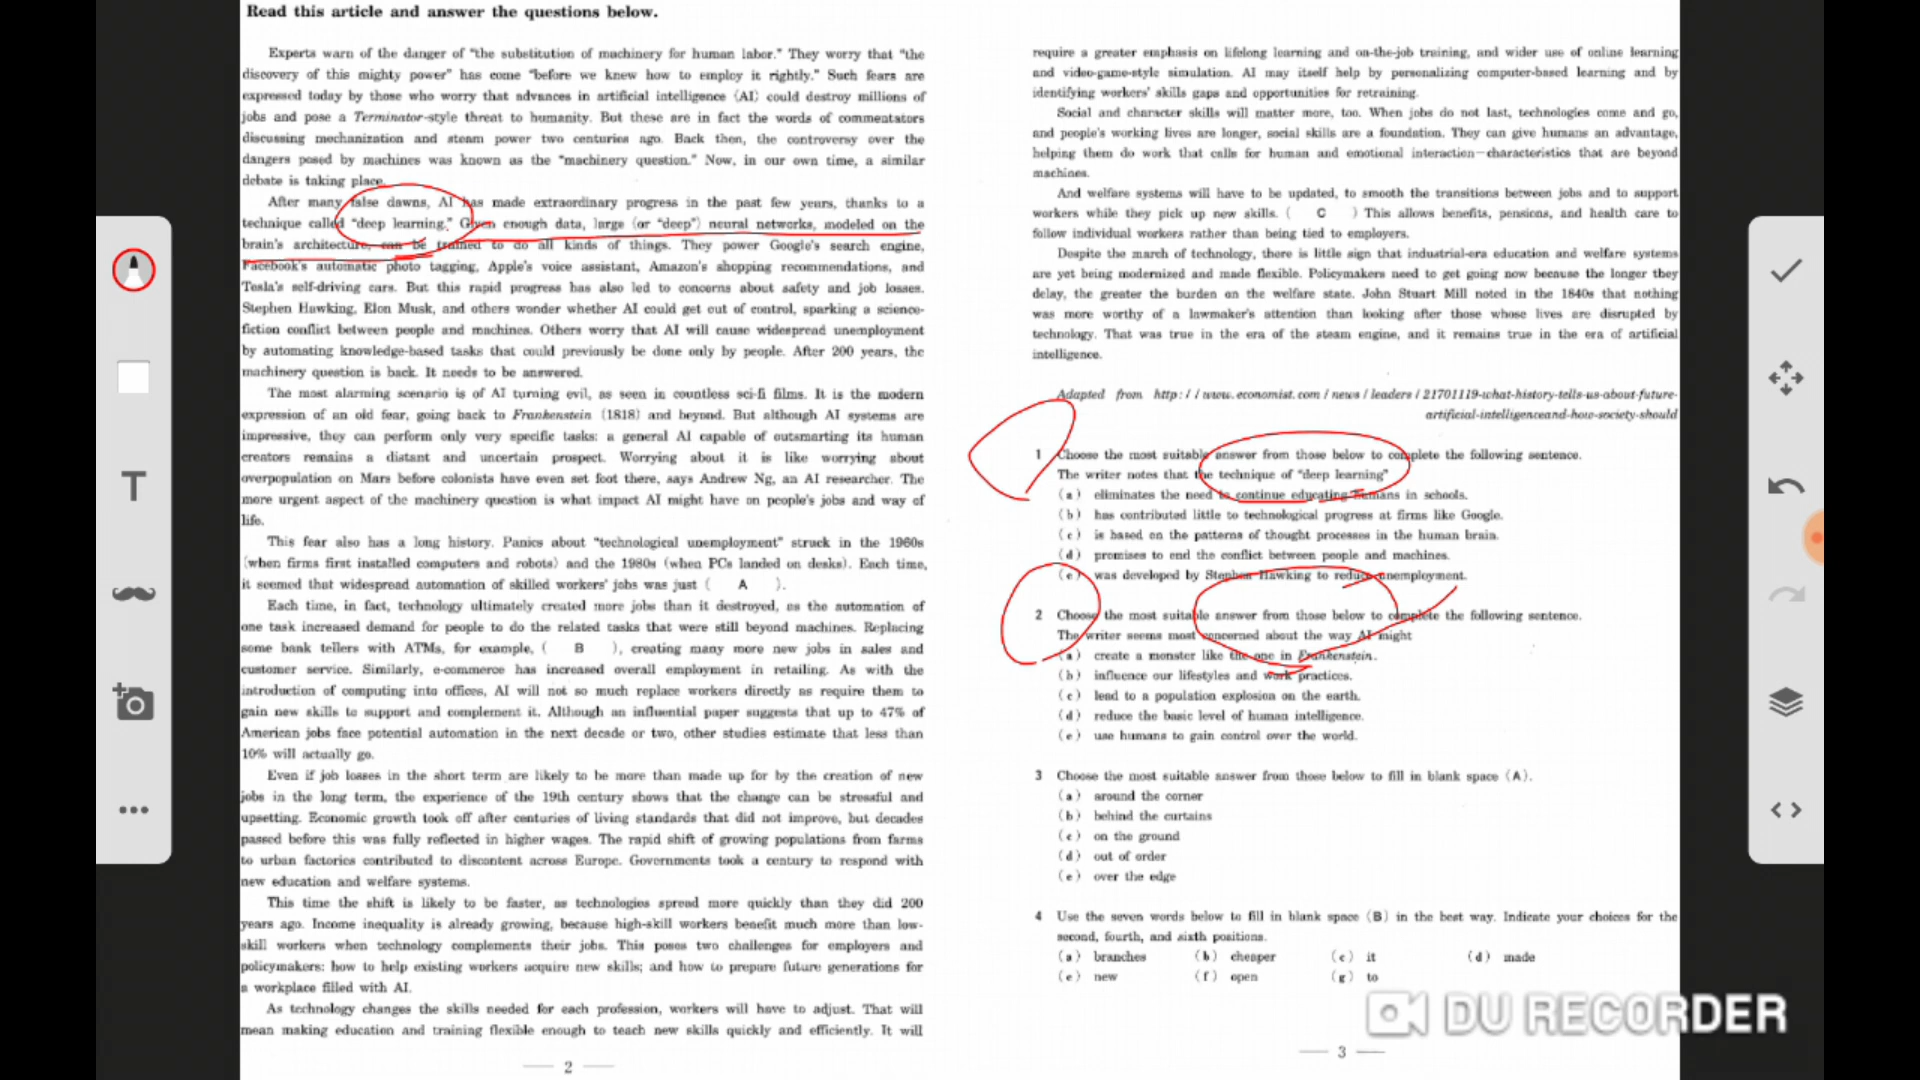 Read this article and answer the questions below.
Experts warn of the danger of "the substitution of machinery for human labor." They worry that "the
discovery of this mighty power" has come "before we knew how to employ it rightly." Such fears are
expressed today by those who worry that advances in artificial intelligence (AI) could destroy millions of
jobs and pose a Terminator-style threat to humanity. But these are in fact the words of commentators
discussing mechanization and steam power two centuries ago. Back then, the controversy over the
dangers posed by machines was known as the "machinery question." Now, in our own time, a similar
debate is taking place.
After many false dawns, AI has made extraordinary progress in the past few years, thanks to a
technique called "deep learning." Given enough data, large (or "deep") neural networks, modeled on the
brain's architecture, can be trained to do all kinds of things. They power Google's search engine,
Facebook's automatic photo tagging, Apple's voice assistant, Amazon's shopping recommendations, and
Tesla's self-driving cars. But this rapid progress has also led to concerns about safety and job losses.
Stephen Hawking, Elon Musk, and others wonder whether AI could get out of control, sparking a science-
fiction conflict between people and machines. Others worry that AI will cause widespread unemployment
by automating knowledge-based tasks that could previously be done only by people. After 200 years, the
machinery question is back. It needs to be answered.
The most alarming scenario is of AI turning evil, as seen in countless sci-fi films. It is the modern
expression of an old fear, going back to Frankenstein (1818) and beyond. But although AI systems are
impressive, they can perform only very specific tasks: a general AI capable of outsmarting its human
creators remains a distant and uncertain prospect. Worrying about it is like worrying about
overpopulation on Mars before colonists have even set foot there, says Andrew Ng, an AI researcher. The
more urgent aspect of the machinery question is what impact AI might have on people's jobs and way of
life.
This fear also has a long history. Panics about "technological unemployment" struck in the 1960s
(when firms first installed computers and robots) and the 1980s (when PCs landed on desks). Each time,
it seemed that widespread automation of skilled workers' jobs was just ( A ).
Each time, in fact, technology ultimately created more jobs than it destroyed, as the automation of
one task increased demand for people to do the related tasks that were still beyond machines. Replacing
some bank tellers with ATMs, for example, ( B ), creating many more new jobs in sales and
customer service. Similarly, e-commerce has increased overall employment in retailing. As with the
introduction of computing into offices, AI will not so much replace workers directly as require them to
gain new skills to support and complement it. Although an influential paper suggests that up to 47% of
American jobs face potential automation in the next decade or two, other studies estimate that less than
10% will actually go.
Even if job losses in the short term are likely to be more than made up for by the creation of new
jobs in the long term, the experience of the 19th century shows that the change can be stressful and
upsetting. Economic growth took off after centuries of living standards that did not improve, but decades
passed before this was fully reflected in higher wages. The rapid shift of growing populations from farms
to urban factories contributed to discontent across Europe. Governments took a century to respond with
new education and welfare systems.
This time the shift is likely to be faster, as technologies spread more quickly than they did 200
years ago. Income inequality is already growing, because high-skill workers benefit much more than low-
skill workers when technology complements their jobs. This poses two challenges for employers and
policymakers: how to help existing workers acquire new skills; and how to prepare future generations for
a workplace filled with AI.
As technology changes the skills needed for each profession, workers will have to adjust. That will
mean making education and training flexible enough to teach new skills quickly and efficiently. It will
2
require a greater emphasis on lifelong learning and on-the-job training, and wider use of online learning
and video-game-style simulation. AI may itself help by personalizing computer-based learning and by
identifying workers' skills gaps and opportunities for retraining.
Social and character skills will matter more, too. When jobs do not last, technologies come and go,
and people's working lives are longer, social skills are a foundation. They can give humans an advantage,
helping them do work that calls for human and emotional interaction—characteristics that are beyond
machines.
And welfare systems will have to be updated, to smooth the transitions between jobs and to support
workers while they pick up new skills. ( C ) This allows benefits, pensions, and health care to
follow individual workers rather than being tied to employers.
Despite the march of technology, there is little sign that industrial-era education and welfare systems
are yet being modernized and made flexible. Policymakers need to get going now because the longer they
delay, the greater the burden on the welfare state. John Stuart Mill noted in the 1840s that nothing
was more worthy of a lawmaker's attention than looking after those whose lives are disrupted by
technology. That was true in the era of the steam engine, and it remains true in the era of artificial
intelligence.
Adapted from http://www.economist.com/news/leaders/21701119-what-history-tells-us-about-future-
artificial-intelligenceand-how-society-should
1 Choose the most suitable answer from those below to complete the following sentence.
The writer notes that the technique of "deep learning"
(a) eliminates the need to continue educating humans in schools.
(b) has contributed little to technological progress at firms like Google.
(c) is based on the patterns of thought processes in the human brain.
(d) promises to end the conflict between people and machines.
(e) was developed by Stephen Hawking to reduce unemployment.
2 Choose the most suitable answer from those below to complete the following sentence.
The writer seems most concerned about the way AI might
(a) create a monster like the one in Frankenstein.
(b) influence our lifestyles and work practices.
(c) lead to a population explosion on the earth.
(d) reduce the basic level of human intelligence.
(e) use humans to gain control over the world.
3 Choose the most suitable answer from those below to fill in blank space (A).
(a) around the corner
(b) behind the curtains
(c) on the ground
(d) out of order
(e) over the edge
4 Use the seven words below to fill in blank space (B) in the best way. Indicate your choices for the
second, fourth, and sixth positions.
(a) branches (b) cheaper (c) it (d) made
(e) new (f) open (g) to
3
DU RECORDER